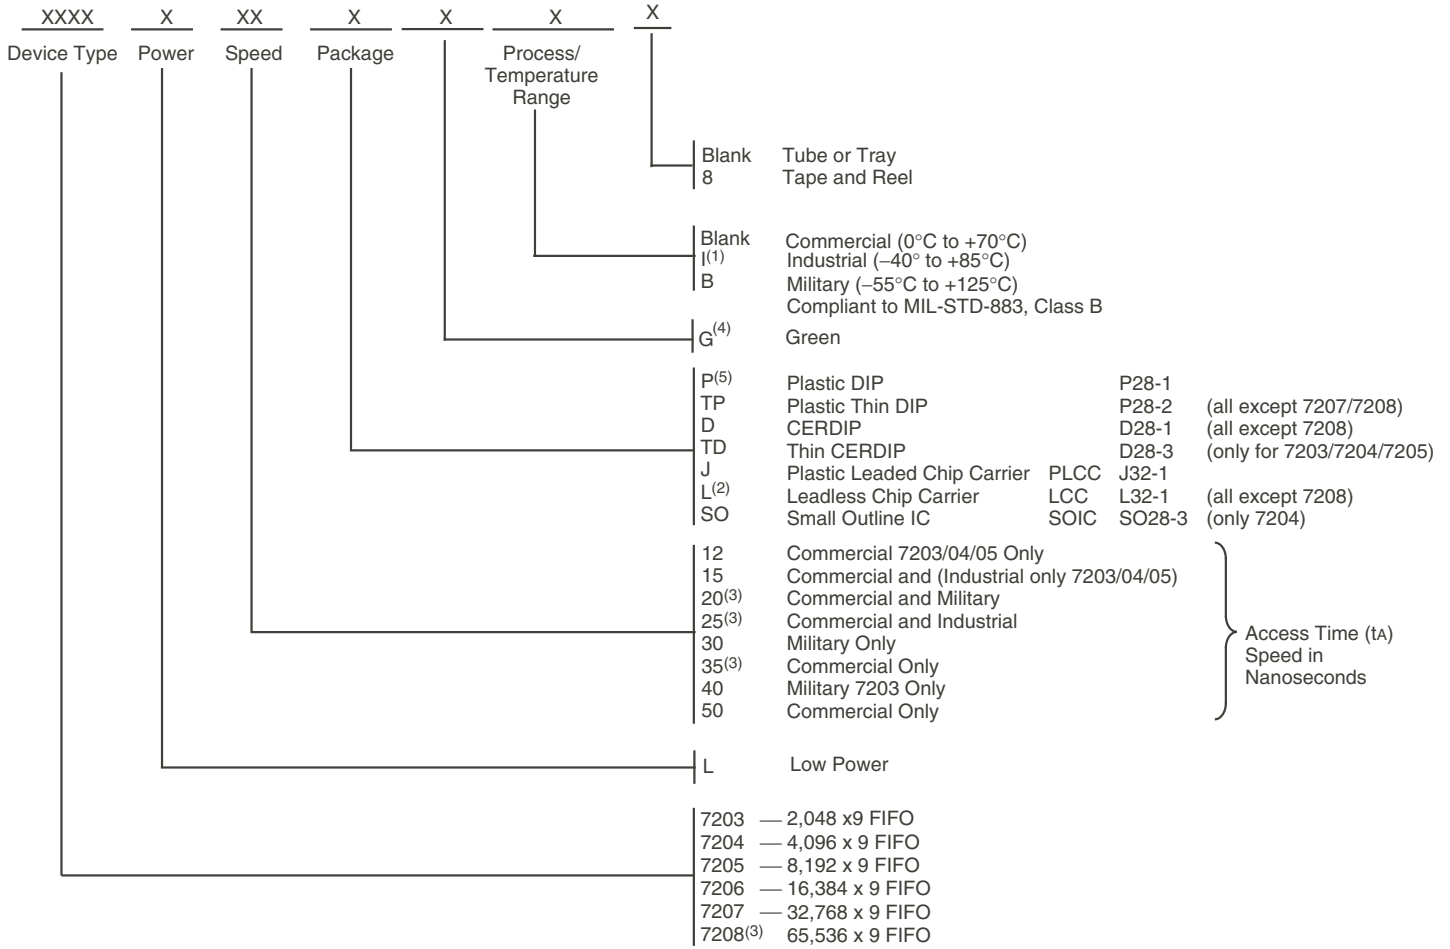 XXXX X XX X X X X
Device Type Power Speed Package Process/
Temperature
Range
Blank Tube or Tray
8 Tape and Reel
Blank Commercial (0°C to +70°C)
I(1) Industrial (–40° to +85°C)
B Military (–55°C to +125°C)
Compliant to MIL-STD-883, Class B
G(4) Green
P(5) Plastic DIP P28-1
TP Plastic Thin DIP P28-2 (all except 7207/7208)
D CERDIP D28-1 (all except 7208)
TD Thin CERDIP D28-3 (only for 7203/7204/7205)
J Plastic Leaded Chip Carrier PLCC J32-1
L(2) Leadless Chip Carrier LCC L32-1 (all except 7208)
SO Small Outline IC SOIC SO28-3 (only 7204)
12 Commercial 7203/04/05 Only
15 Commercial and (Industrial only 7203/04/05)
20(3) Commercial and Military
25(3) Commercial and Industrial
30 Military Only
35(3) Commercial Only
40 Military 7203 Only
50 Commercial Only
Access Time (tA)
Speed in
Nanoseconds
L Low Power
7203 — 2,048 x9 FIFO
7204 — 4,096 x 9 FIFO
7205 — 8,192 x 9 FIFO
7206 — 16,384 x 9 FIFO
7207 — 32,768 x 9 FIFO
7208(3) 65,536 x 9 FIFO